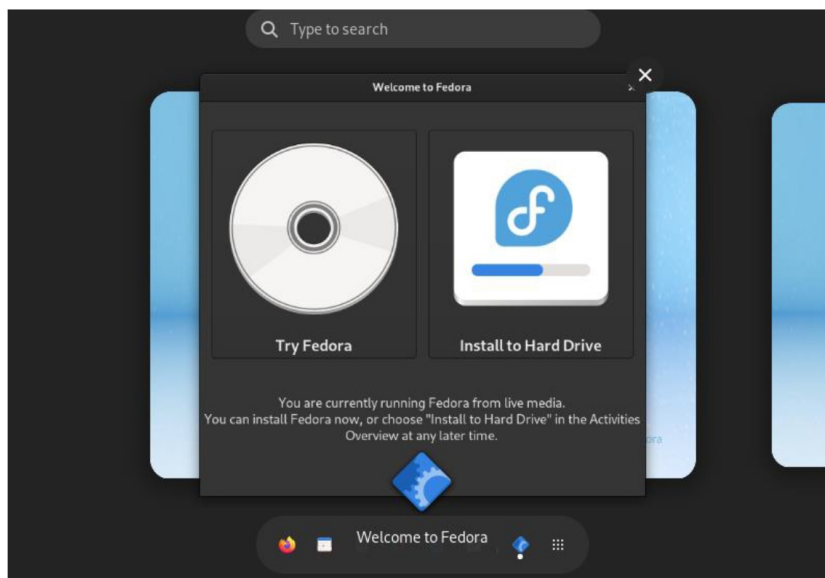 Type to search
Welcome to Fedora
Try Fedora
Install to Hard Drive
You are currently running Fedora from live media.
You can install Fedora now, or choose "Install to Hard Drive" in the Activities
Overview at any later time.
ora
Welcome to Fedora